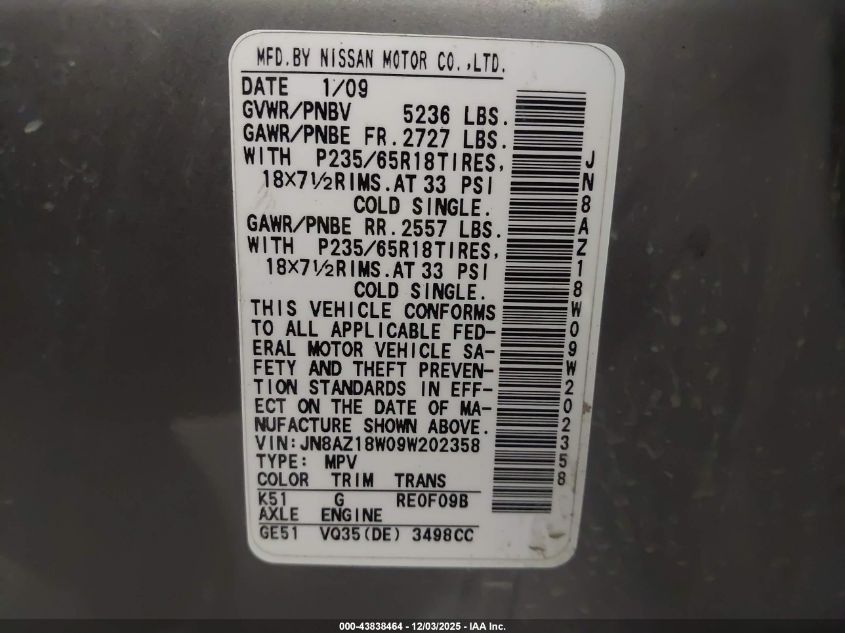 MFD.BY NISSAN MOTOR CO.,LTD.
DATE 1/09
GVWR/PNBV 5236 LBS.
GAWR/PNBE FR.2727 LBS.
WITH P235/65R18TIRES,
18X7½RIMS.AT 33 PSI
COLD SINGLE.
GAWR/PNBE RR.2557 LBS.
WITH P235/65R18TIRES,
18X7½RIMS.AT 33 PSI
COLD SINGLE.
THIS VEHICLE CONFORMS
TO ALL APPLICABLE FED-
ERAL MOTOR VEHICLE SA-
FETY AND THEFT PREVEN-
TION STANDARDS IN EFF-
ECT ON THE DATE OF MA-
NUFACTURE SHOWN ABOVE.
VIN:JN8AZ18W09W202358
TYPE: MPV
COLOR TRIM TRANS
K51 G RE0F09B
AXLE ENGINE
GE51 VQ35(DE) 3498CC
JN8AZ18W09W202358
000-43838464 - 12/03/2025 - IAA Inc.